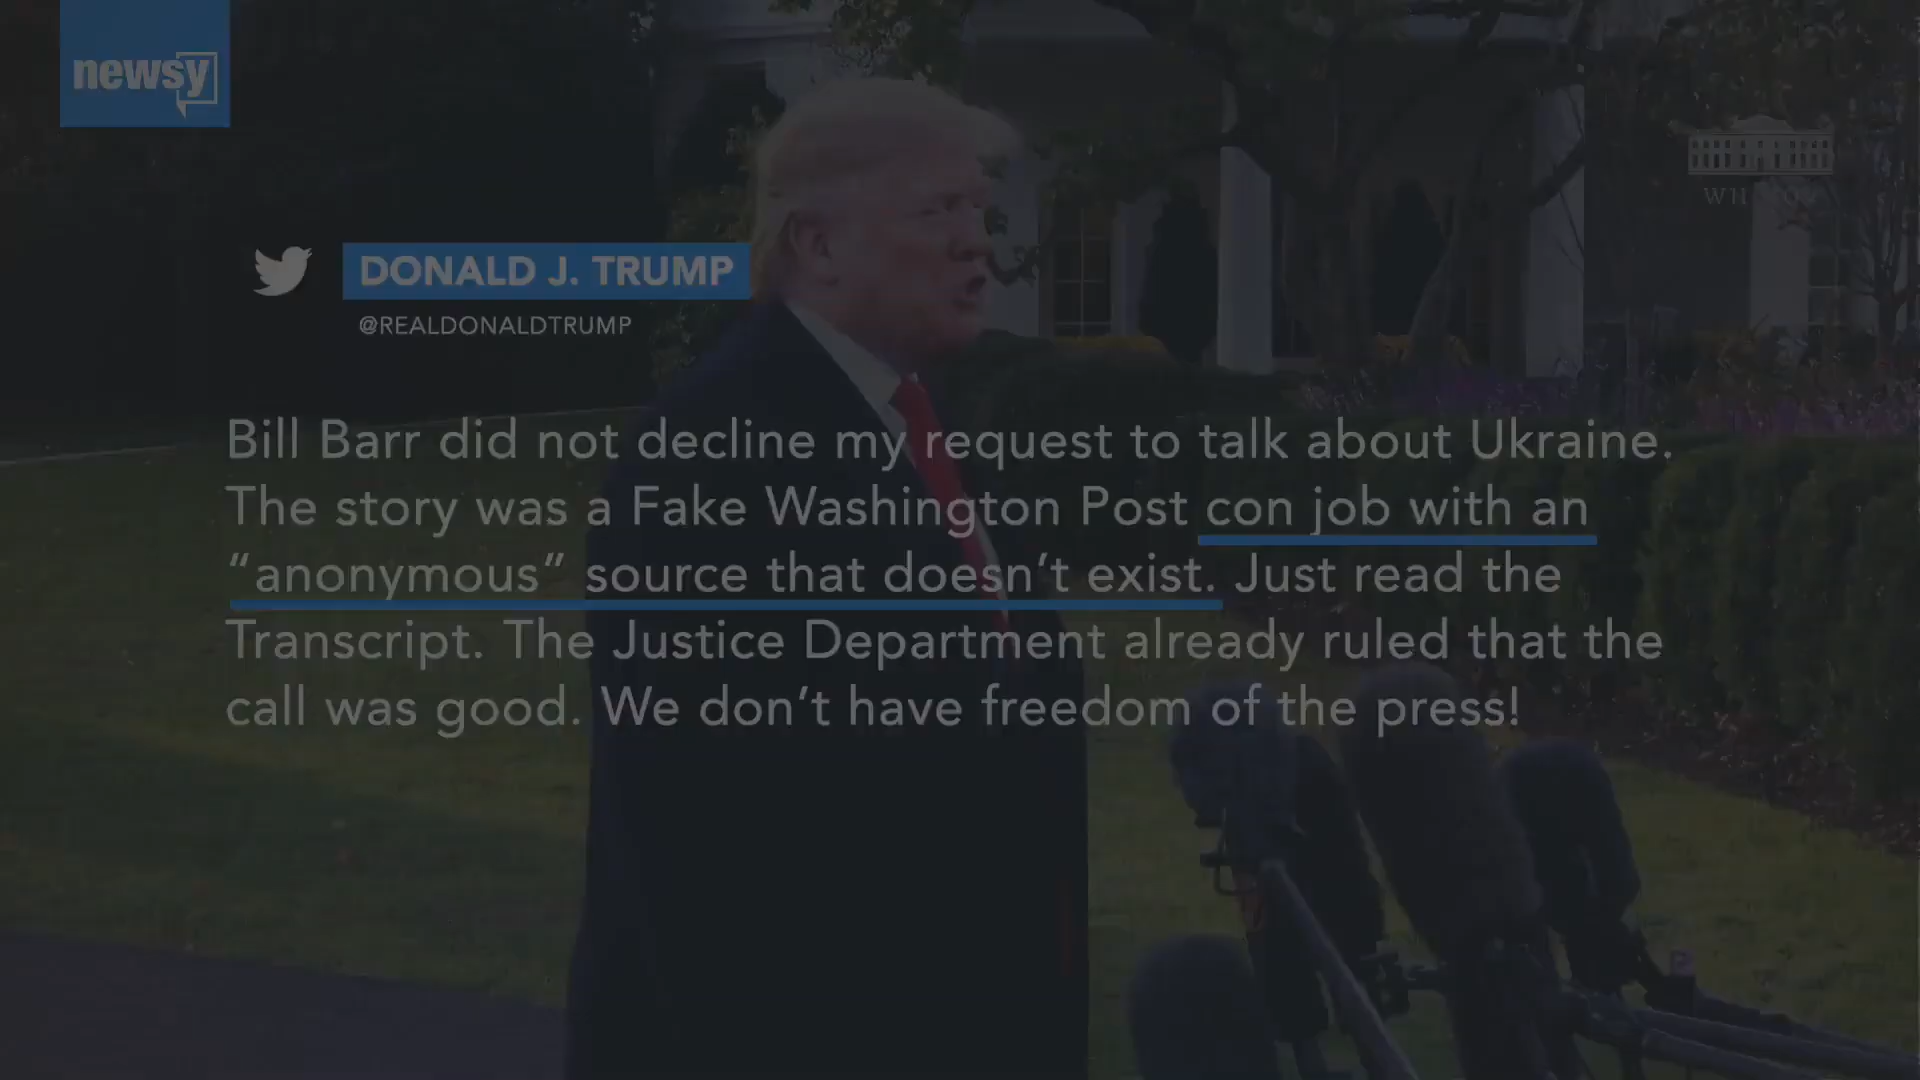 newsy
DONALD J. TRUMP
@REALDONALDTRUMP
Bill Barr did not decline my request to talk about Ukraine.
The story was a Fake Washington Post con job with an
“anonymous” source that doesn’t exist. Just read the
Transcript. The Justice Department already ruled that the
call was good. We don’t have freedom of the press!